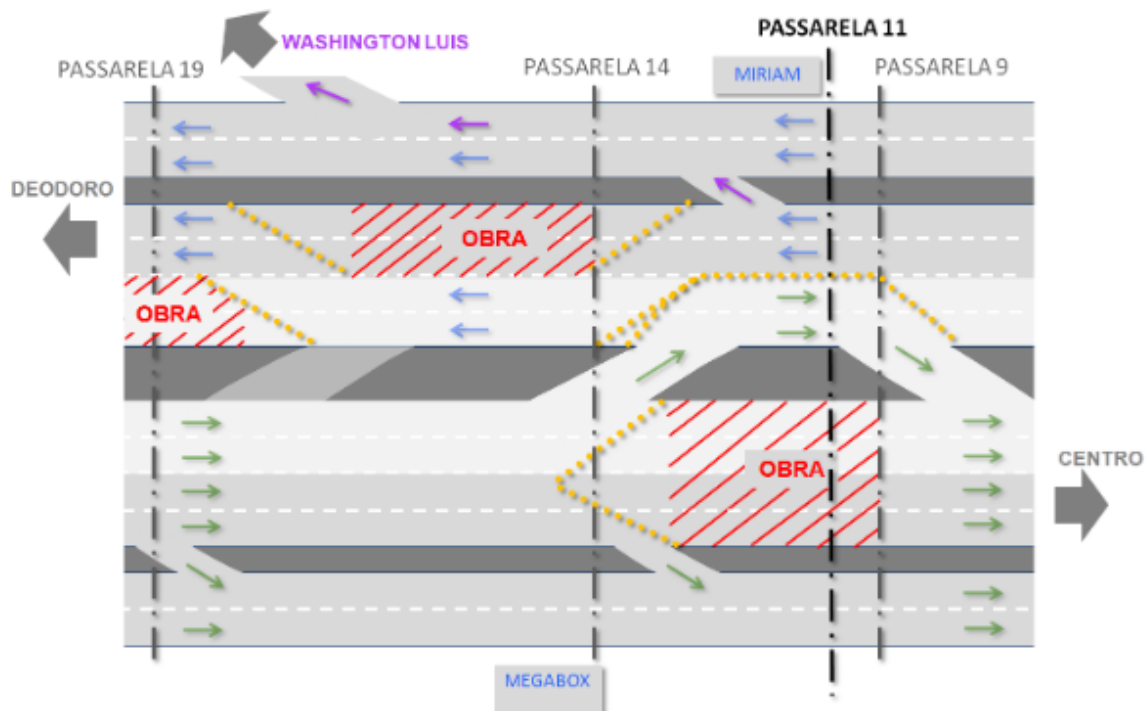 WASHINGTON LUIS
PASSARELA 11
PASSARELA 19
PASSARELA 14
MIRIAM
PASSARELA 9
DEODORO
OBRA
OBRA
OBRA
CENTRO
MEGABOX